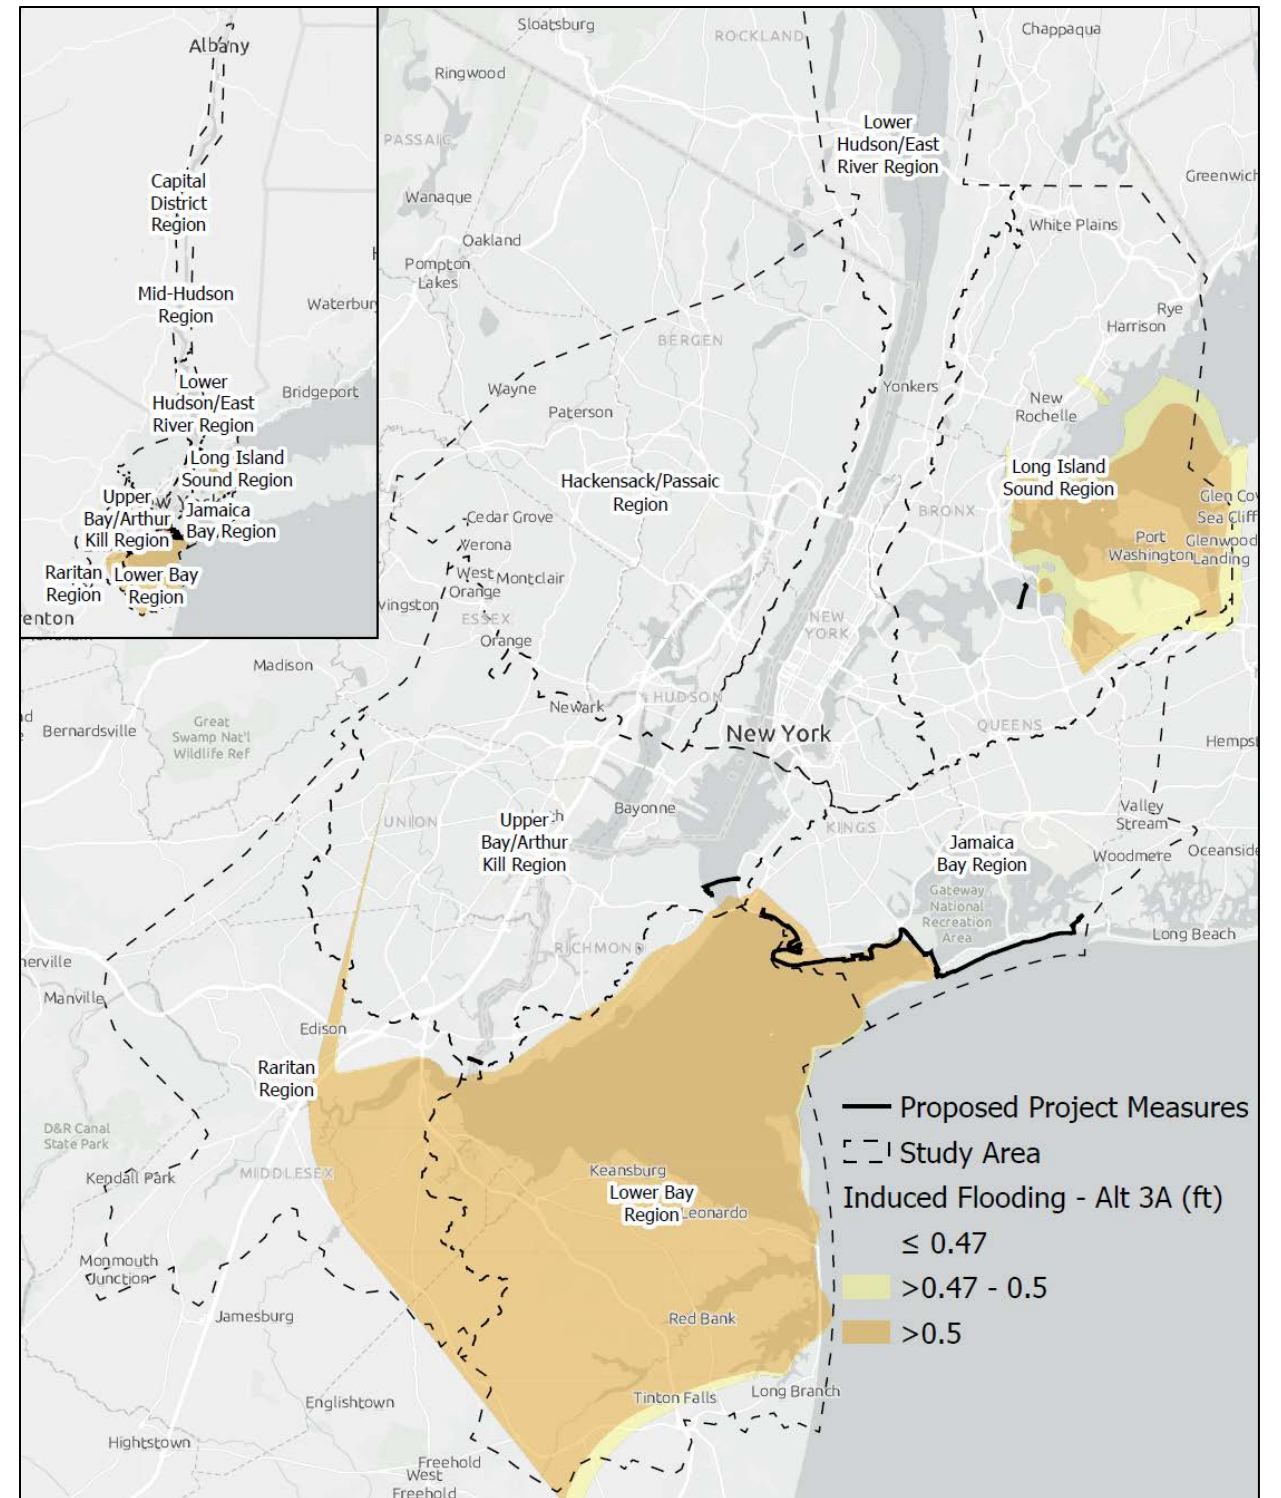 Albany
Capital
District
Region
Mid-Hudson
Region
Waterbury
Lower
Hudson/East
River Region
Bridgeport
Long Island
Sound Region
Upper
Bay/Arthur
Kill Region
Jamaica
Bay Region
Raritan
Region
Lower Bay
Region
enton
Sloatsburg
ROCKLAND
Chappaqua
Ringwood
PASSAIC
Lower
Hudson/East
River Region
Greenwich
Wanaque
White Plains
Oakland
Pompton
Lakes
Rye
Harrison
BERGEN
Yonkers
New
Rochelle
Wayne
Paterson
Long Island
Sound Region
Hackensack/Passaic
Region
Glen Cov
Sea Cliff
BRONX
Cedar Grove
Port
Washington
Glenwood
Landing
Verona
West
Orange
Montclair
vingston
ESSEX
Orange
NEW
YORK
Madison
HUDSON
Newark
Bernardsville
Great
Swamp Nat'l
Wildlife Ref
New York
QUEENS
Hempst
Bayonne
Valley
Stream
UNION
Upper
Bay/Arthur
Kill Region
th
KINGS
Jamaica
Bay Region
Woodmere
Oceanside
Gateway
National
Recreation
Area
Long Beach
RICHMOND
nerville
Manville
Edison
Raritan
Region
D&R Canal
State Park
Kendall Park
MIDDLESEX
Keansburg
Lower Bay
Region
Leonardo
Monmouth
Junction
Jamesburg
Red Bank
Tinton Falls
Long Branch
Englishtown
Hightstown
Freehold
West
Freehold
Proposed Project Measures
Study Area
Induced Flooding - Alt 3A (ft)
≤ 0.47
>0.47 - 0.5
>0.5